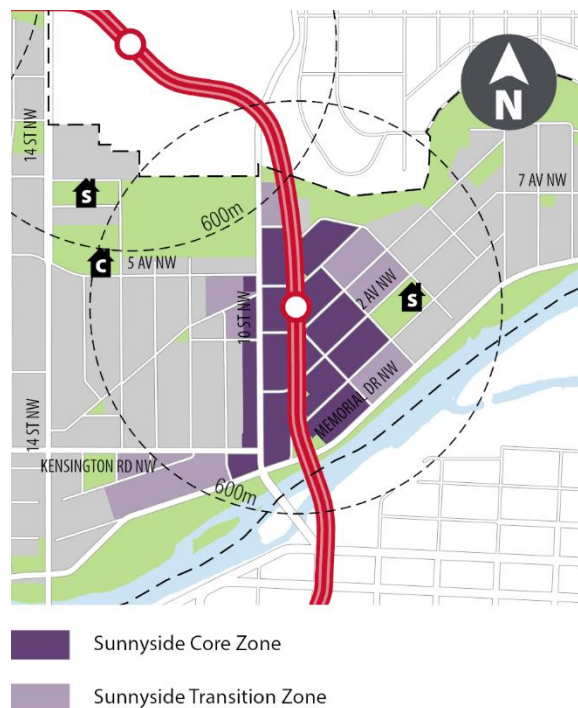 N
14 ST NW
7 AV NW
S
600m
C
5 AV NW
2 AV NW
S
10 ST NW
MEMORIAL DR NW
14 ST NW
KENSINGTON RD NW
600m
Sunnyside Core Zone
Sunnyside Transition Zone